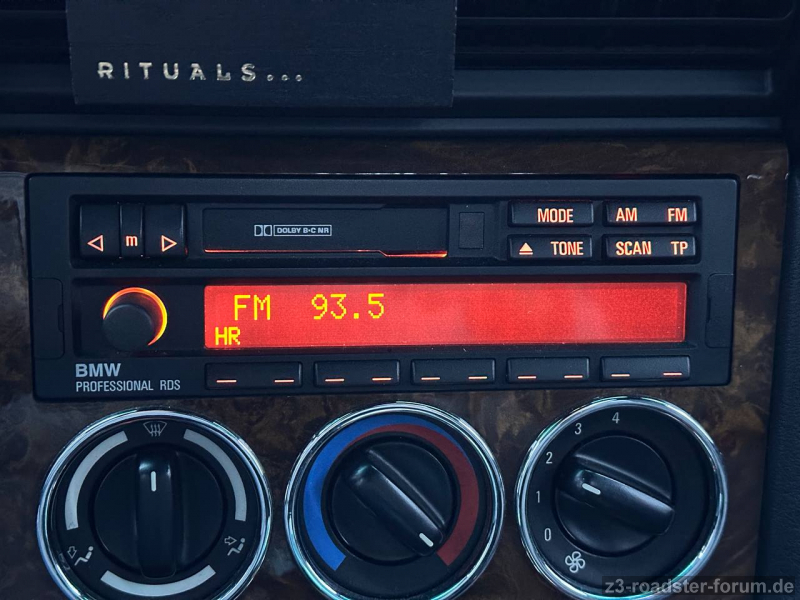 RITUALS...
DOLBY B·C NR
m
MODE
AM FM
TONE
SCAN TP
FM 93.5
HR
BMW
PROFESSIONAL RDS
0
1
2
3
4
z3-roadster-forum.de